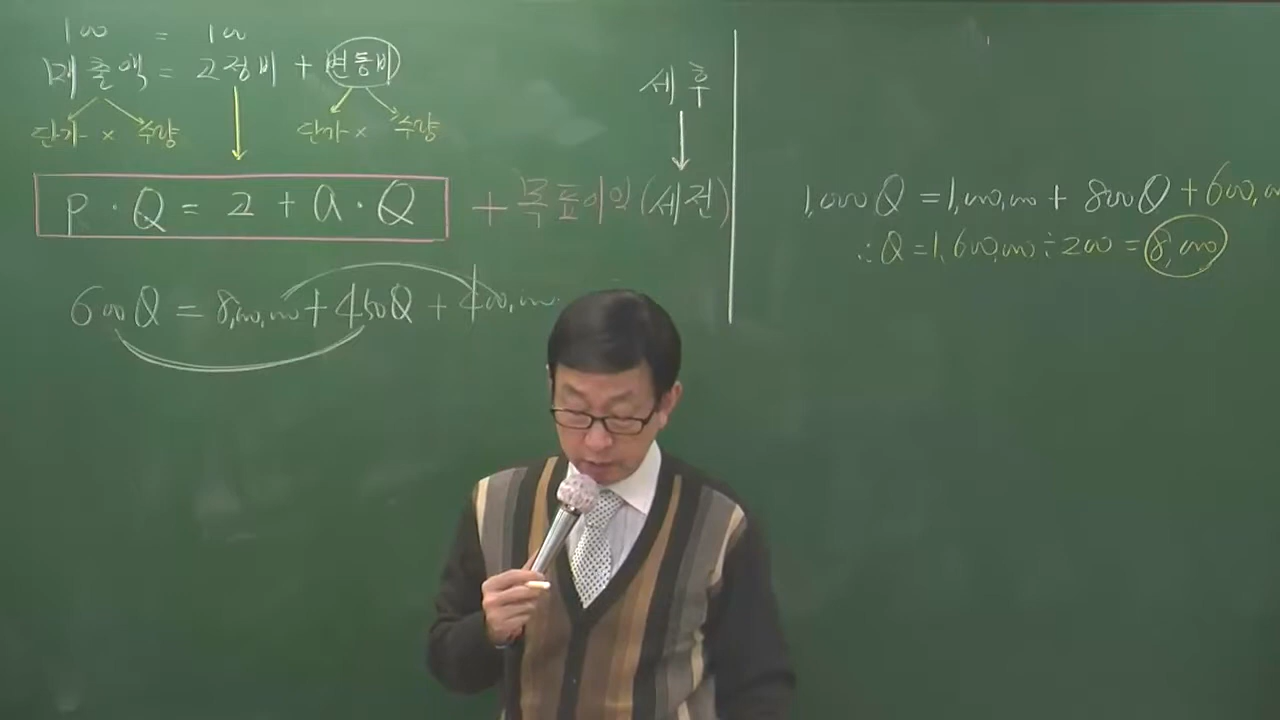 100 = 100
매출액 = 고정비 + 변동비
단가 × 수량 단가 × 수량
P · Q = 고 + a · Q + 목표이익(세전)
세후
600Q = 8,000,000 + 450Q + 400,000
1,000Q = 1,000,000 + 800Q + 600,00
∴ Q = 1,600,000 ÷ 200 = 8,000